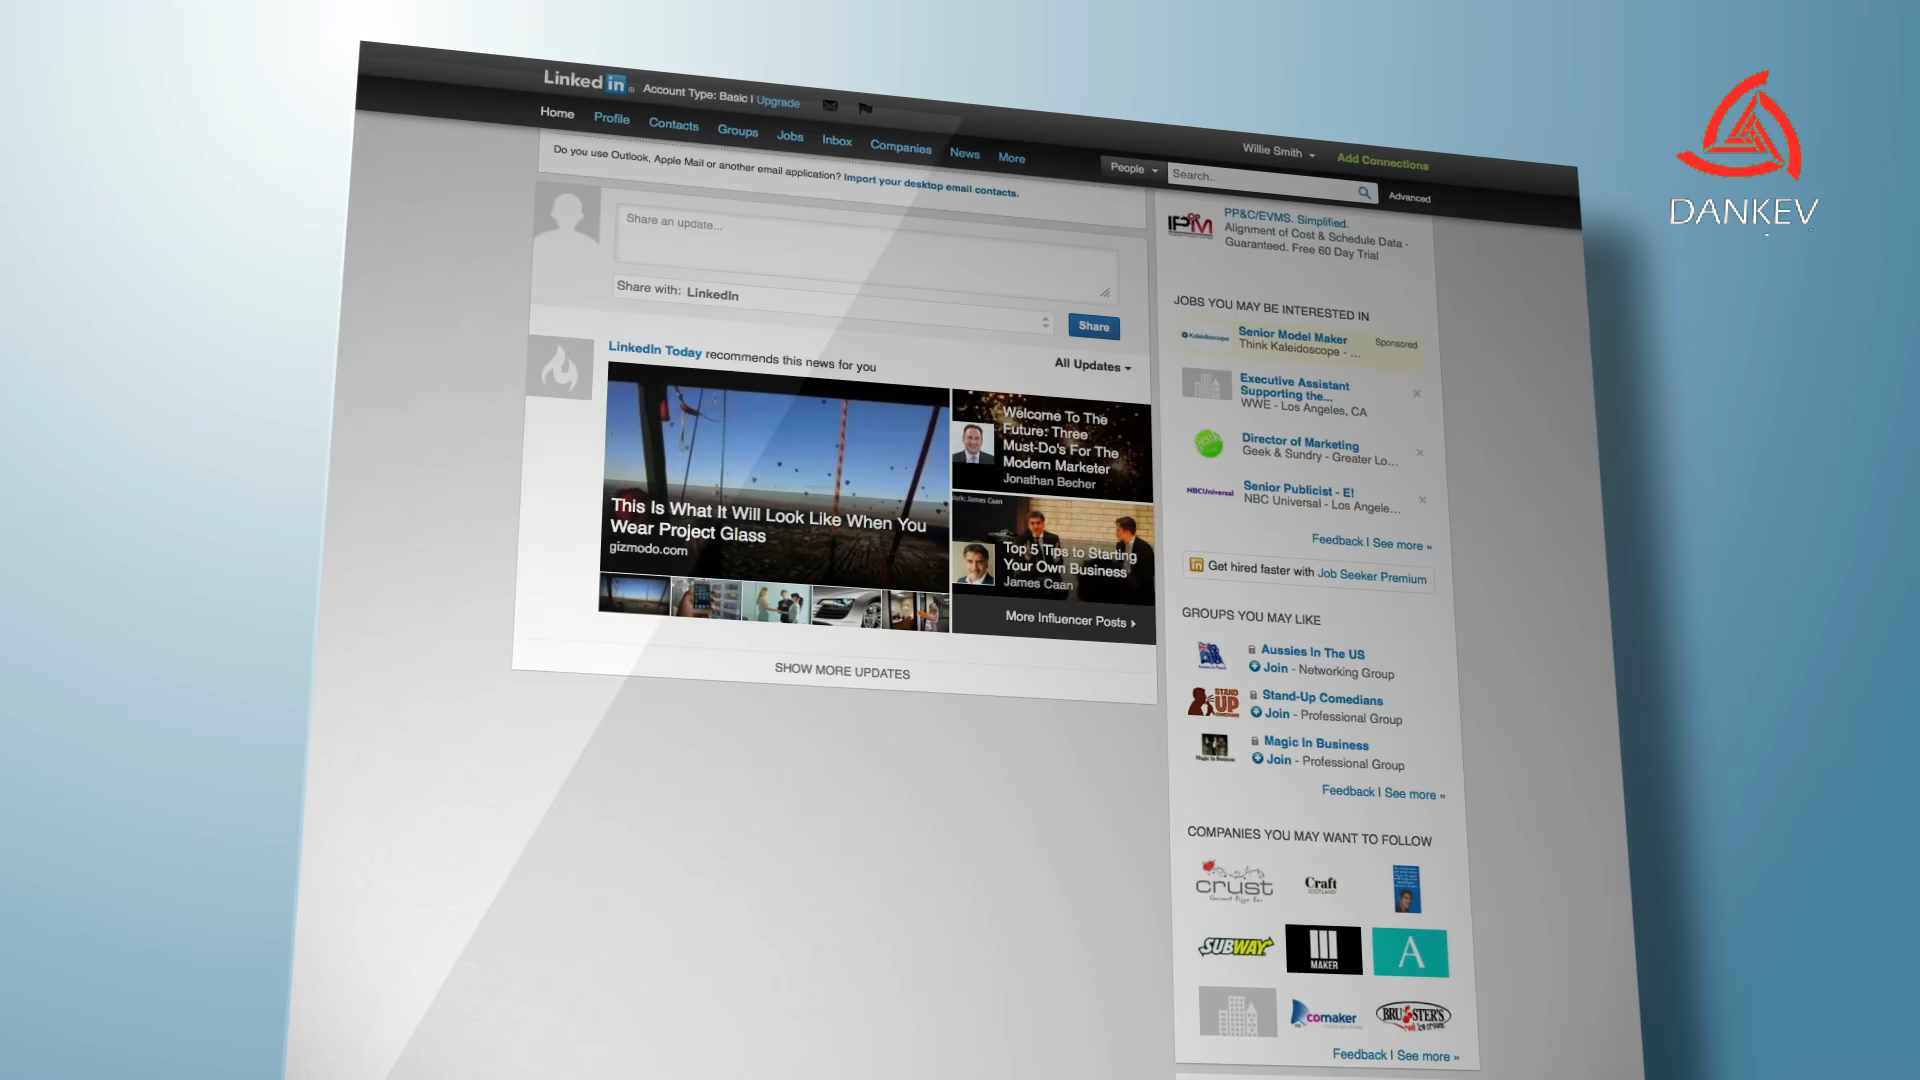 Linked in
Account Type: Basic | Upgrade
Home Profile Contacts Groups Jobs Inbox Companies News More
Willie Smith
Add Connections
People
Search..
Advanced
DANKEV
Do you use Outlook, Apple Mail or another email application? Import your desktop email contacts.
Share an update...
Share with: LinkedIn
Share
LinkedIn Today recommends this news for you
All Updates
This Is What It Will Look Like When You
Wear Project Glass
gizmodo.com
Welcome To The
Future: Three
Must-Do's For The
Modern Marketer
Jonathan Becher
Top 5 Tips to Starting
Your Own Business
James Caan
More Influencer Posts
SHOW MORE UPDATES
IPM
PP&C/EVMS. Simplified.
Alignment of Cost & Schedule Data -
Guaranteed. Free 60 Day Trial
JOBS YOU MAY BE INTERESTED IN
Kaleidoscope
Senior Model Maker
Think Kaleidoscope - ...
Sponsored
Executive Assistant
Supporting the...
WWE - Los Angeles, CA
Director of Marketing
Geek & Sundry - Greater Lo...
NBCUniversal
Senior Publicist - E!
NBC Universal - Los Angele...
Feedback | See more »
in Get hired faster with Job Seeker Premium
GROUPS YOU MAY LIKE
Aussies In The US
Join - Networking Group
STAND
UP
Stand-Up Comedians
Join - Professional Group
Magic In Business
Join - Professional Group
Feedback | See more »
COMPANIES YOU MAY WANT TO FOLLOW
crust
Craft
SUBWAY
MAKER
A
comaker
BRUSTER'S
Feedback | See more »